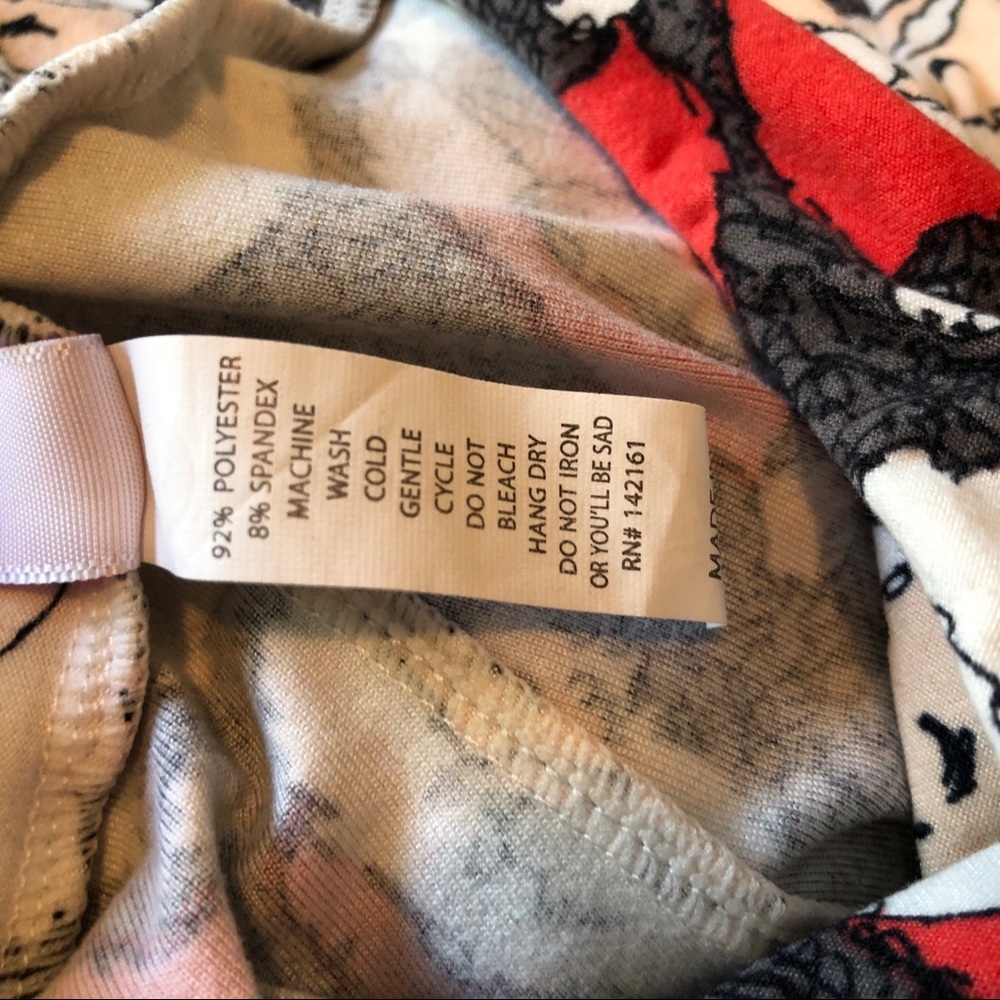 92% POLYESTER
8% SPANDEX
MACHINE
WASH
COLD
GENTLE
CYCLE
DO NOT
BLEACH
HANG DRY
DO NOT IRON
OR YOU'LL BE SAD
RN# 142161